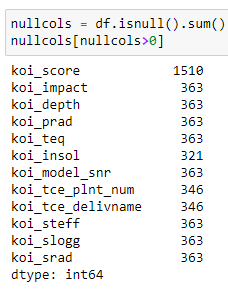 nullcols = df.isnull().sum()
nullcols[nullcols>0]
koi_score 1510
koi_impact 363
koi_depth 363
koi_prad 363
koi_teq 363
koi_insol 321
koi_model_snr 363
koi_tce_plnt_num 346
koi_tce_delivname 346
koi_steff 363
koi_slogg 363
koi_srad 363
dtype: int64